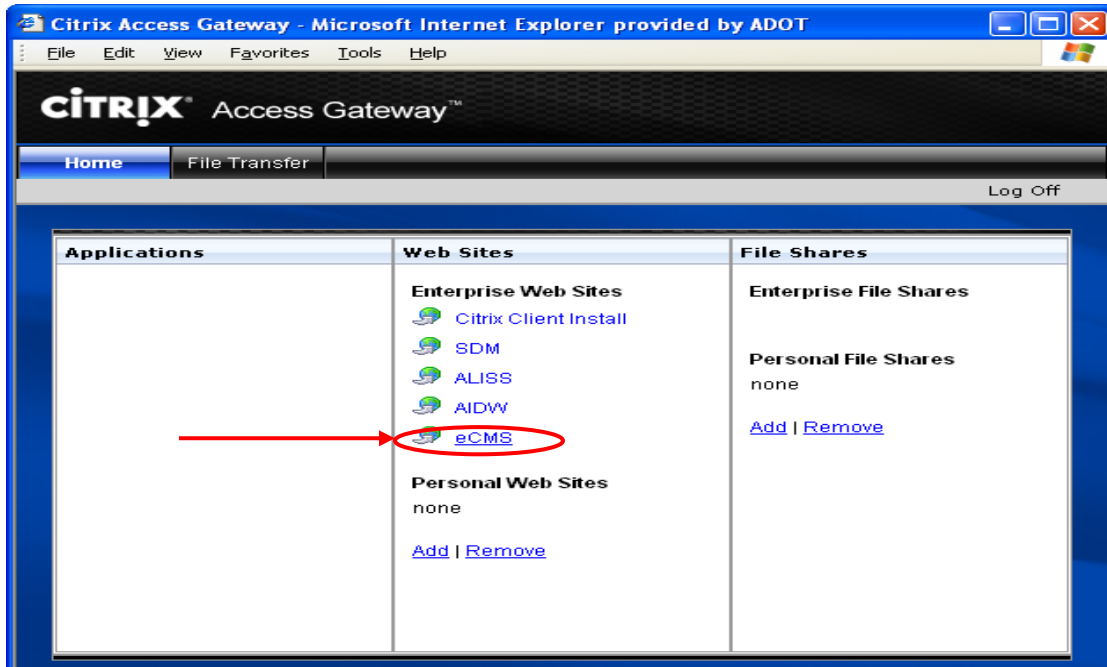 Citrix Access Gateway - Microsoft Internet Explorer provided by ADOT
File Edit View Favorites Tools Help
CITRIX® Access Gateway™
Home File Transfer
Log Off
Applications
Web Sites
Enterprise Web Sites
Citrix Client Install
SDM
ALISS
AIDW
eCMS
Personal Web Sites
none
Add | Remove
File Shares
Enterprise File Shares
Personal File Shares
none
Add | Remove